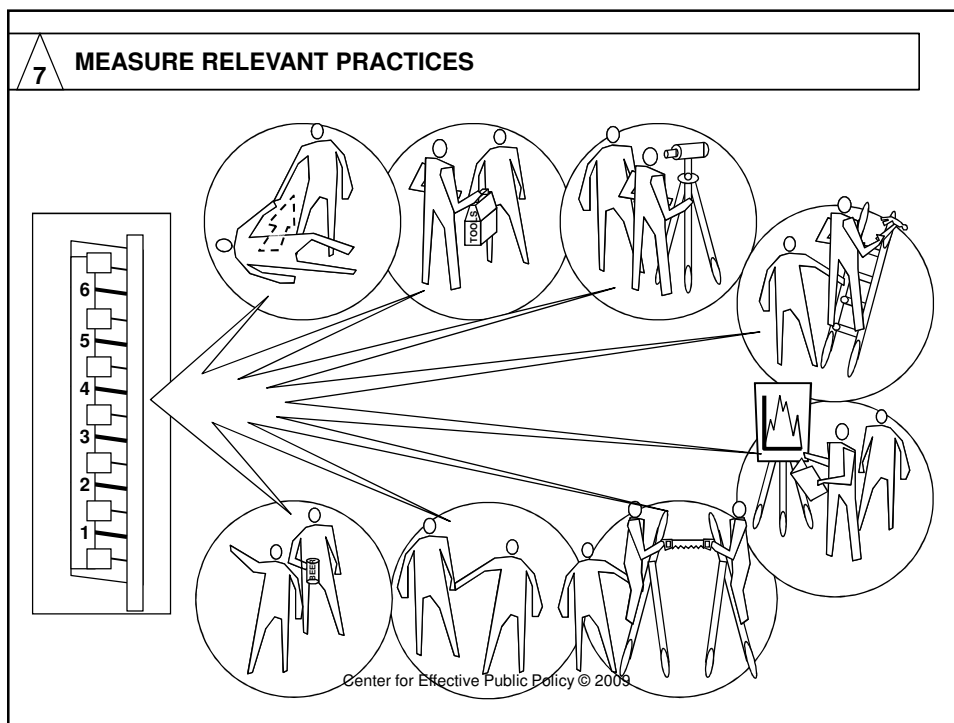 7 MEASURE RELEVANT PRACTICES
TOOLS
6
5
4
3
2
1
BEER
Center for Effective Public Policy © 2009